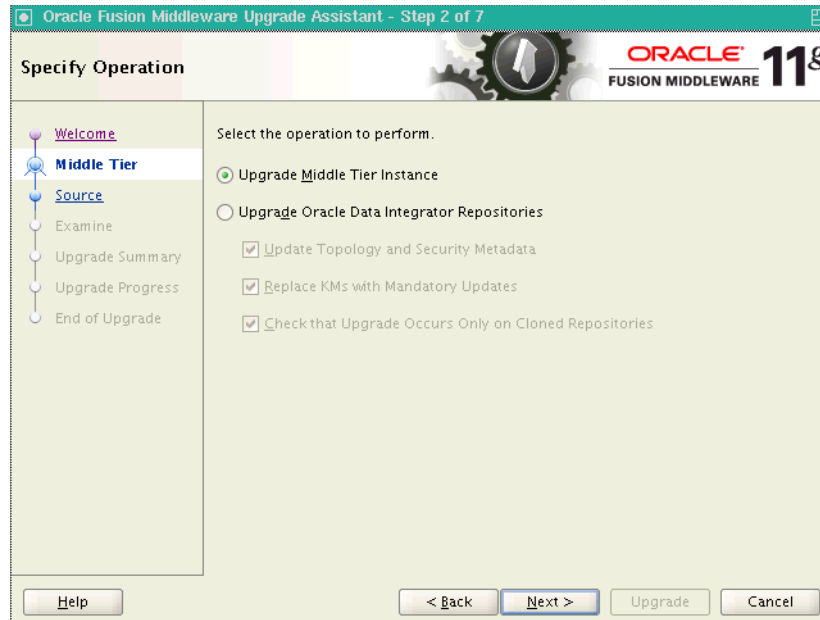 Oracle Fusion Middleware Upgrade Assistant - Step 2 of 7
Specify Operation
ORACLE
FUSION MIDDLEWARE
11g
Welcome
Middle Tier
Source
Examine
Upgrade Summary
Upgrade Progress
End of Upgrade
Select the operation to perform.
Upgrade Middle Tier Instance
Upgrade Oracle Data Integrator Repositories
Update Topology and Security Metadata
Replace KMs with Mandatory Updates
Check that Upgrade Occurs Only on Cloned Repositories
Help
< Back
Next >
Upgrade
Cancel